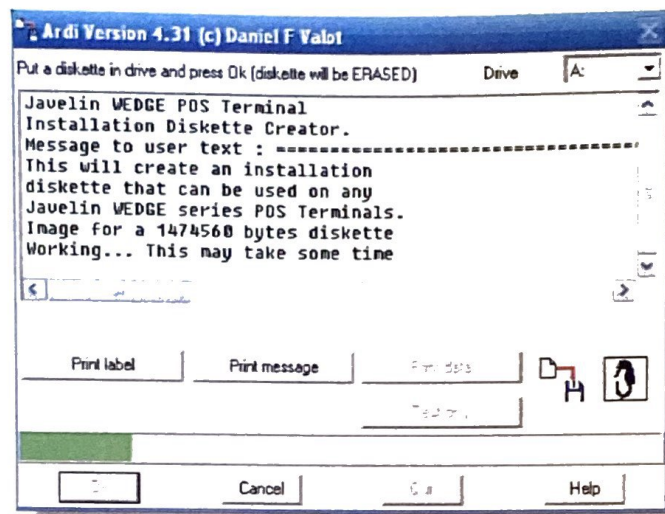 Ardi Version 4.31 (c) Daniel F Valot
Put a diskette in drive and press Ok (diskette will be ERASED) Drive A:
Javelin WEDGE POS Terminal
Installation Diskette Creator.
Message to user text : ====================================
This will create an installation
diskette that can be used on any
Javelin WEDGE series POS Terminals.
Image for a 1474560 bytes diskette
Working... This may take some time
Print label Print message Print data
Cancel Help